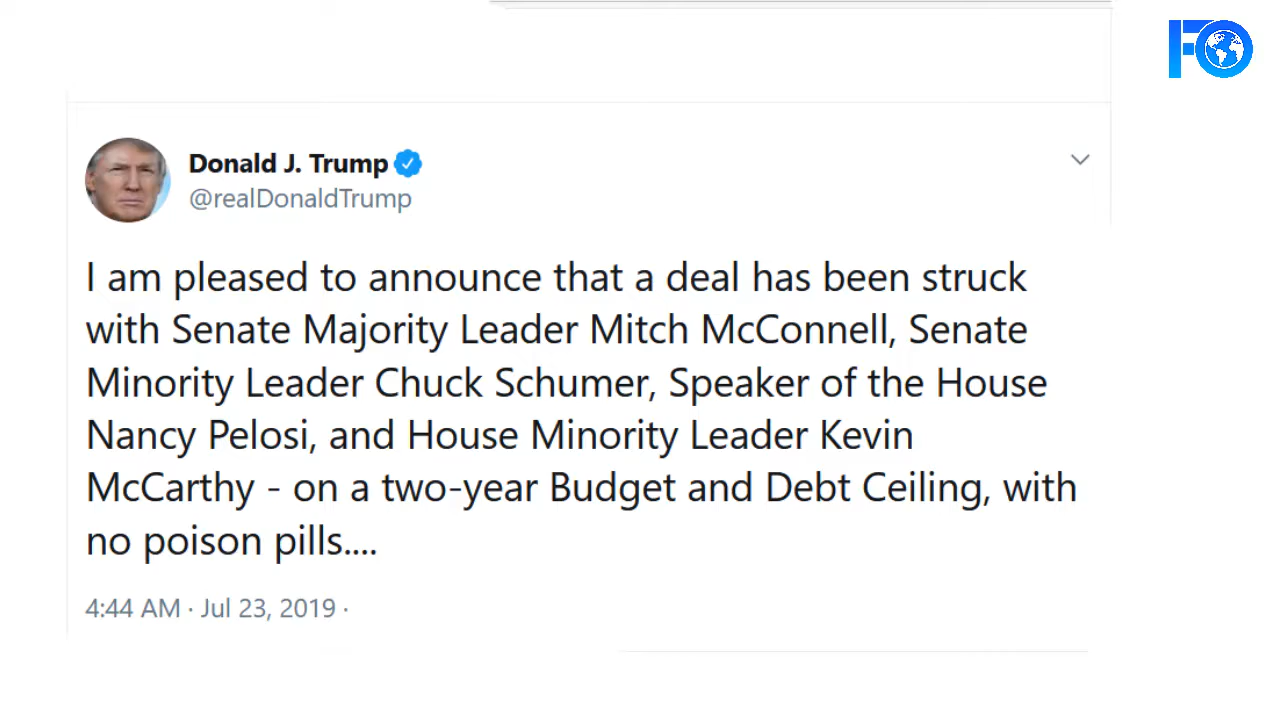 FO
Donald J. Trump
@realDonaldTrump
I am pleased to announce that a deal has been struck
with Senate Majority Leader Mitch McConnell, Senate
Minority Leader Chuck Schumer, Speaker of the House
Nancy Pelosi, and House Minority Leader Kevin
McCarthy - on a two-year Budget and Debt Ceiling, with
no poison pills....
4:44 AM · Jul 23, 2019 ·